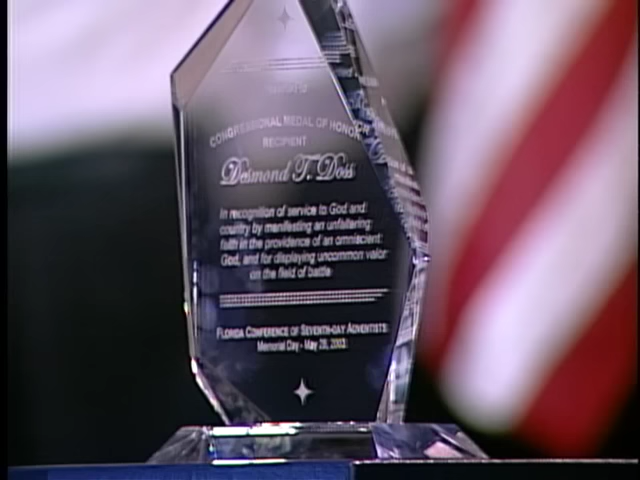 CONGRESSIONAL MEDAL OF HONOR
RECIPIENT
Desmond T. Doss
In recognition of service to God and
country by manifesting an unfaltering
faith in the providence of an omniscient
God, and for displaying uncommon valor
on the field of battle
FLORIDA CONFERENCE OF SEVENTH-DAY ADVENTISTS
Memorial Day - May